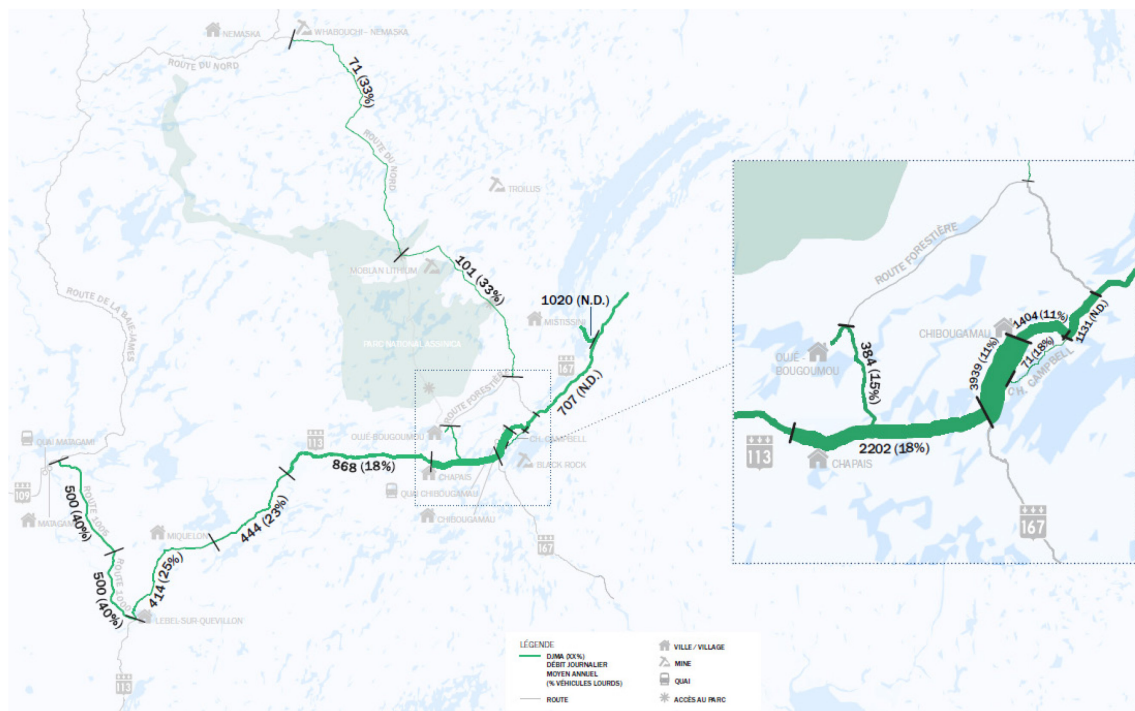 NEMASKA
WHABOUCHI - NEMASKA
ROUTE DU NORD
71 (33%)
ROUTE DU NORD
TROILUS
MOBLAN LITHIUM
101 (33%)
1020 (N.D.)
MISTISSINI
ROUTE DE LA BAIE JAMES
PARC NATIONAL ASSINICA
167
707 (N.D.)
ROUTE FORESTIÈRE
OUJÉ-BOUGOUMOU
113
CH. CAMPBELL
QUAI MATAGAMI
868 (18%)
CHAPAIS
BLACK ROCK
109
MATAGAMI
500 (40%)
ROUTE 1005
QUAI CHIBOUGAMAU
444 (23%)
CHIBOUGAMAU
MIQUELON
167
500 (40%)
ROUTE 1000
414 (25%)
LEBEL-SUR-QUEVILLON
113
ROUTE FORESTIÈRE
CHIBOUGAMAU
1404 (11%)
1131 (N.D.)
OUJÉ -
BOUGOUMOU
384 (15%)
3939 (11%)
71 (18%)
CH. CAMPBELL
113
CHAPAIS
2202 (18%)
167
LÉGENDE
DJMA (XX%)
DÉBIT JOURNALIER
MOYEN ANNUEL
(% VÉHICULES LOURDS)
ROUTE
VILLE / VILLAGE
MINE
QUAI
ACCÈS AU PARC